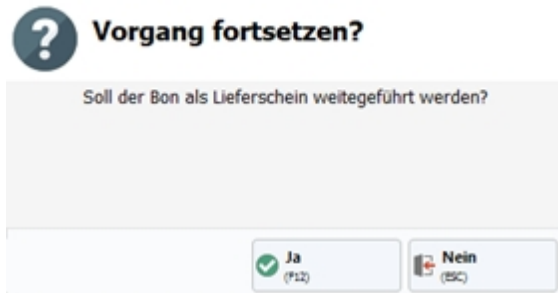 Vorgang fortsetzen?
Soll der Bon als Lieferschein weitegeführt werden?
Ja
(F12)
Nein
(ESC)